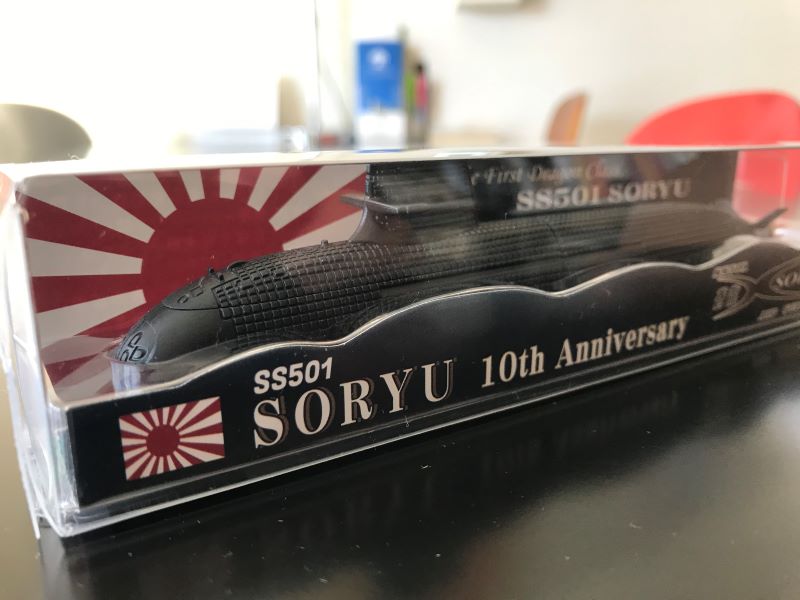 First Dragon Class
SS501 SORYU
SS501
SORYU 10th Anniversary